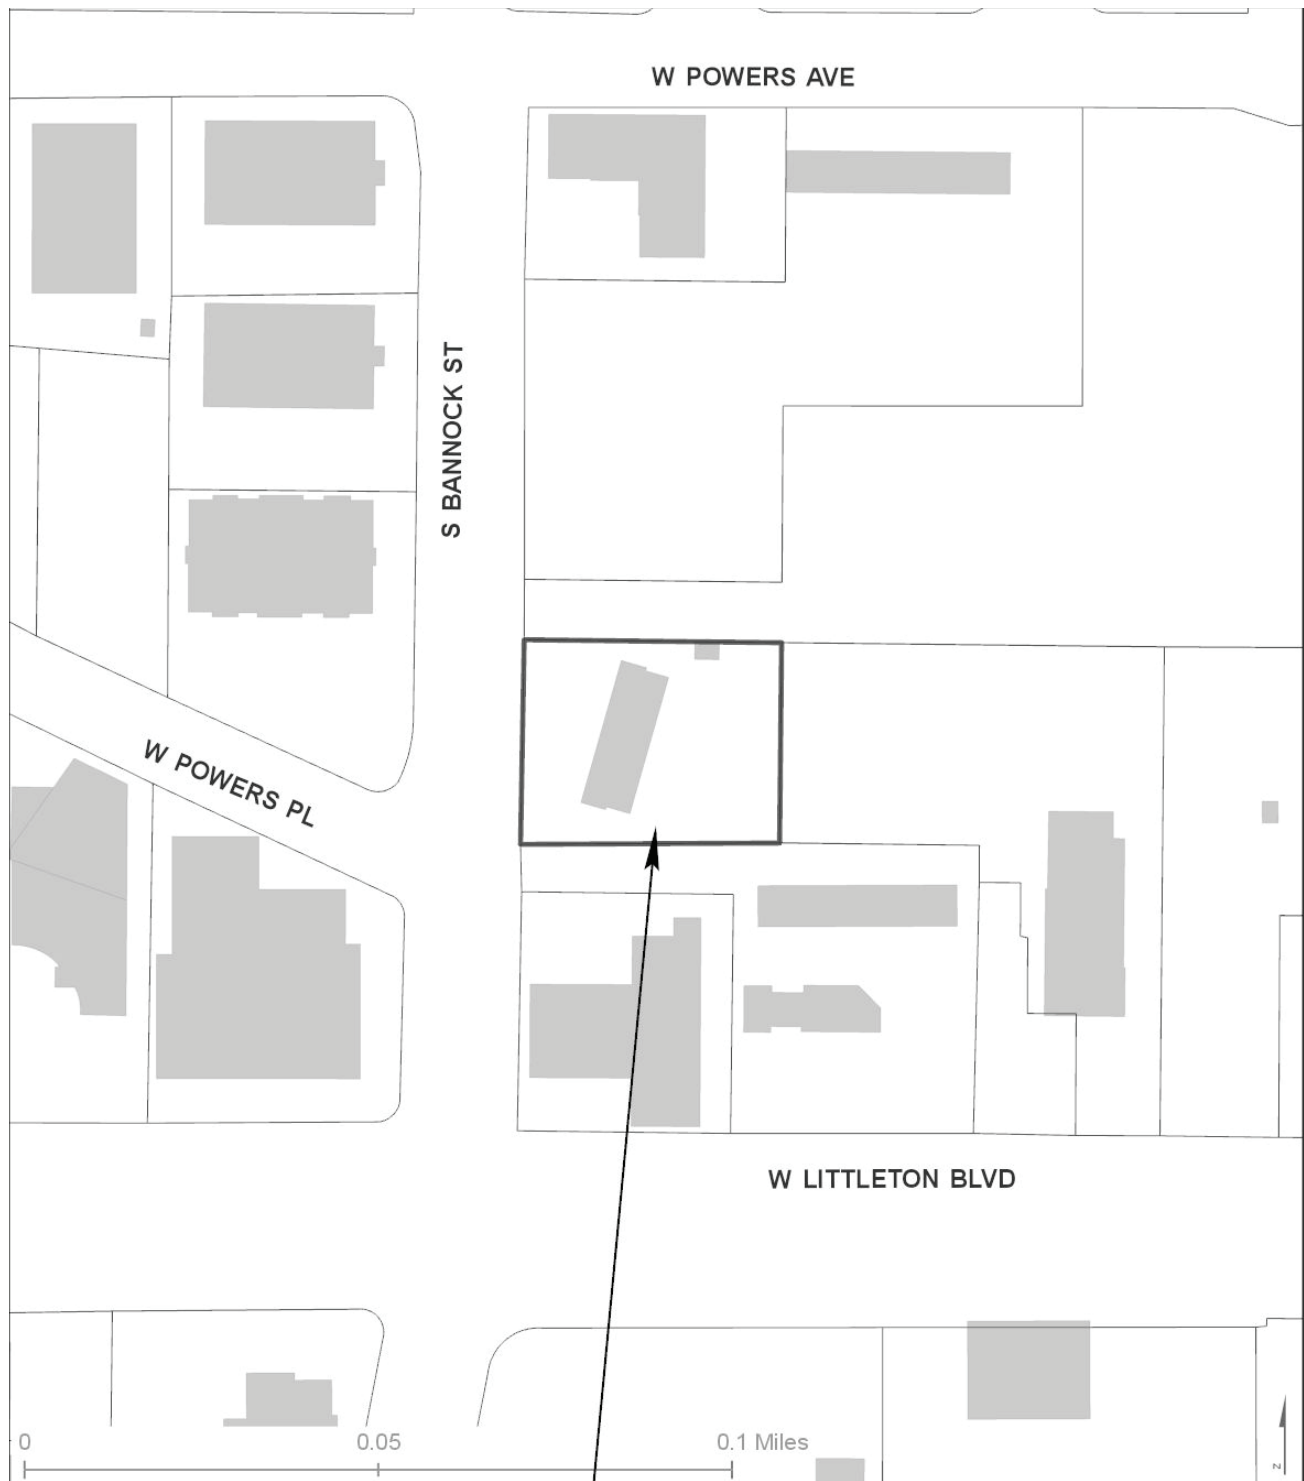 W POWERS AVE
S BANNOCK ST
W POWERS PL
W LITTLETON BLVD
0 0.05 0.1 Miles
N